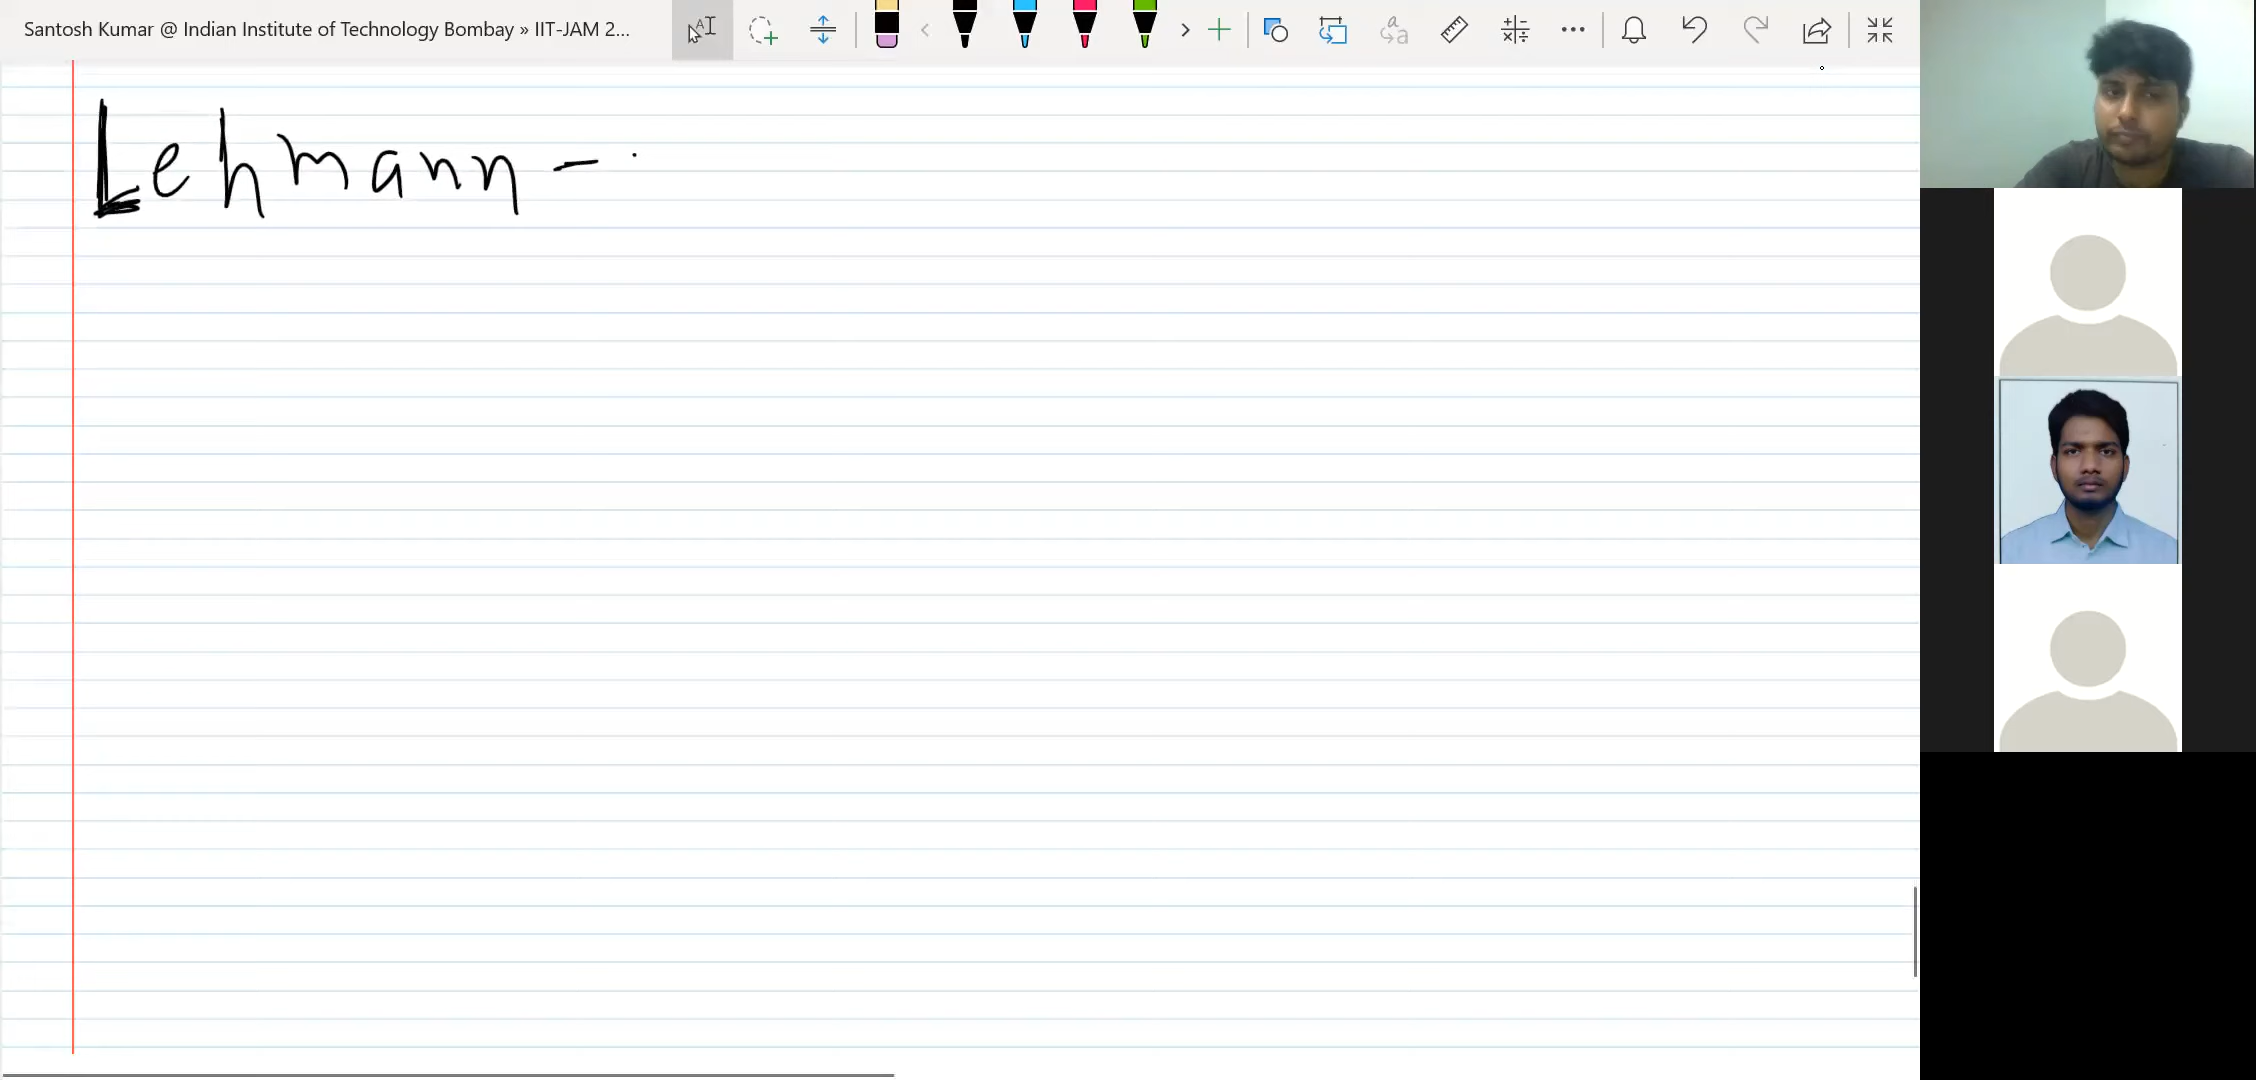 Santosh Kumar @ Indian Institute of Technology Bombay » IIT-JAM 2...
Lehmann -